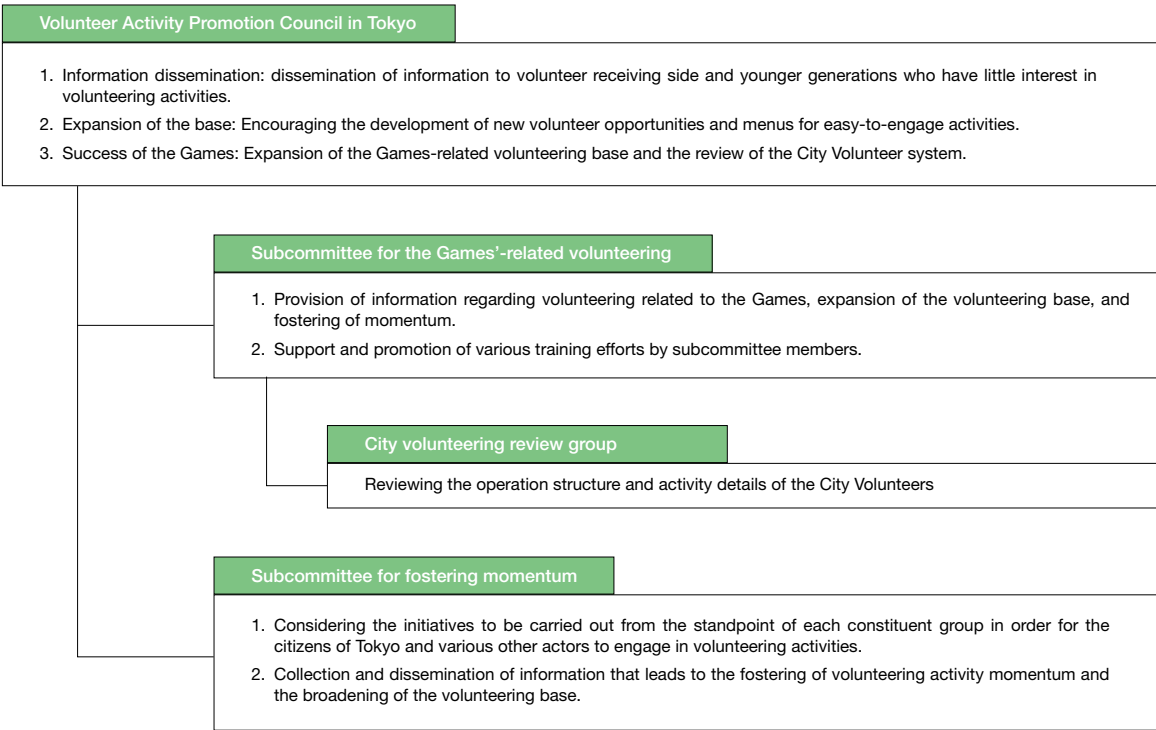 Volunteer Activity Promotion Council in Tokyo
1. Information dissemination: dissemination of information to volunteer receiving side and younger generations who have little interest in
volunteering activities.
2. Expansion of the base: Encouraging the development of new volunteer opportunities and menus for easy-to-engage activities.
3. Success of the Games: Expansion of the Games-related volunteering base and the review of the City Volunteer system.
Subcommittee for the Games’-related volunteering
1. Provision of information regarding volunteering related to the Games, expansion of the volunteering base, and
fostering of momentum.
2. Support and promotion of various training efforts by subcommittee members.
City volunteering review group
Reviewing the operation structure and activity details of the City Volunteers
Subcommittee for fostering momentum
1. Considering the initiatives to be carried out from the standpoint of each constituent group in order for the
citizens of Tokyo and various other actors to engage in volunteering activities.
2. Collection and dissemination of information that leads to the fostering of volunteering activity momentum and
the broadening of the volunteering base.